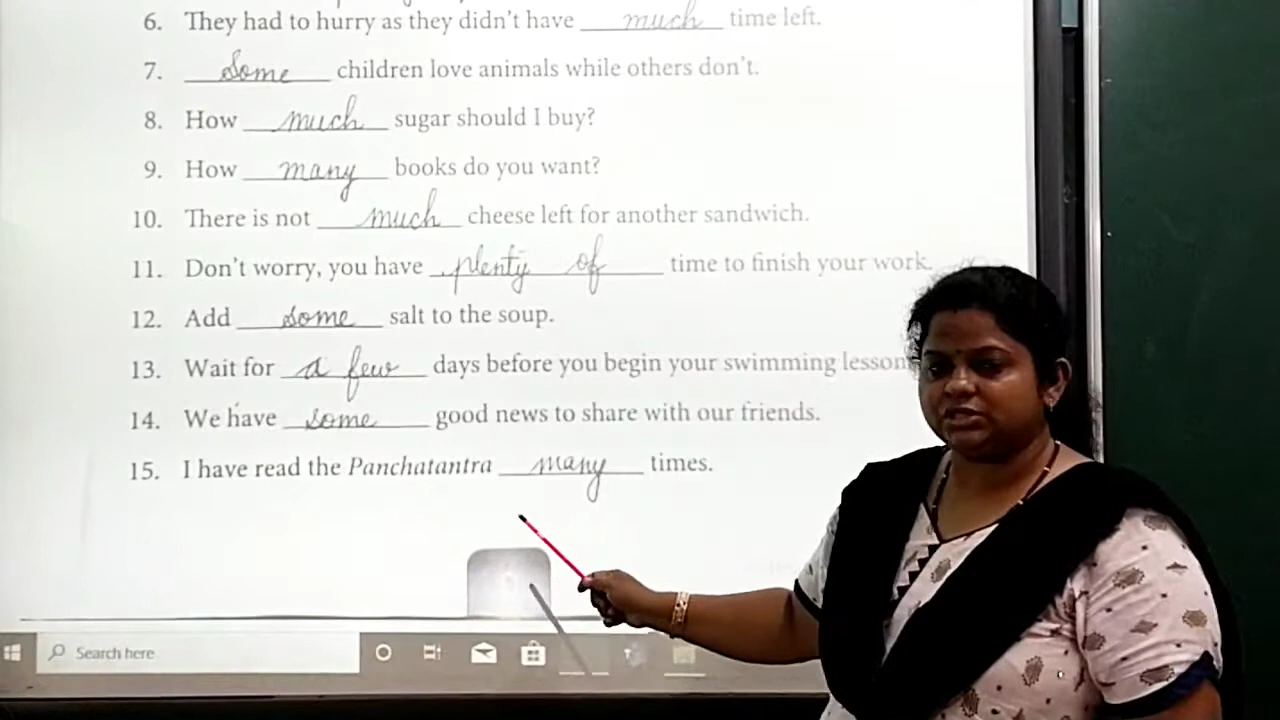 6. They had to hurry as they didn't have much time left.
7. Some children love animals while others don't.
8. How much sugar should I buy?
9. How many books do you want?
10. There is not much cheese left for another sandwich.
11. Don't worry, you have plenty of time to finish your work.
12. Add some salt to the soup.
13. Wait for a few days before you begin your swimming lesson
14. We have some good news to share with our friends.
15. I have read the Panchatantra many times.
Search here